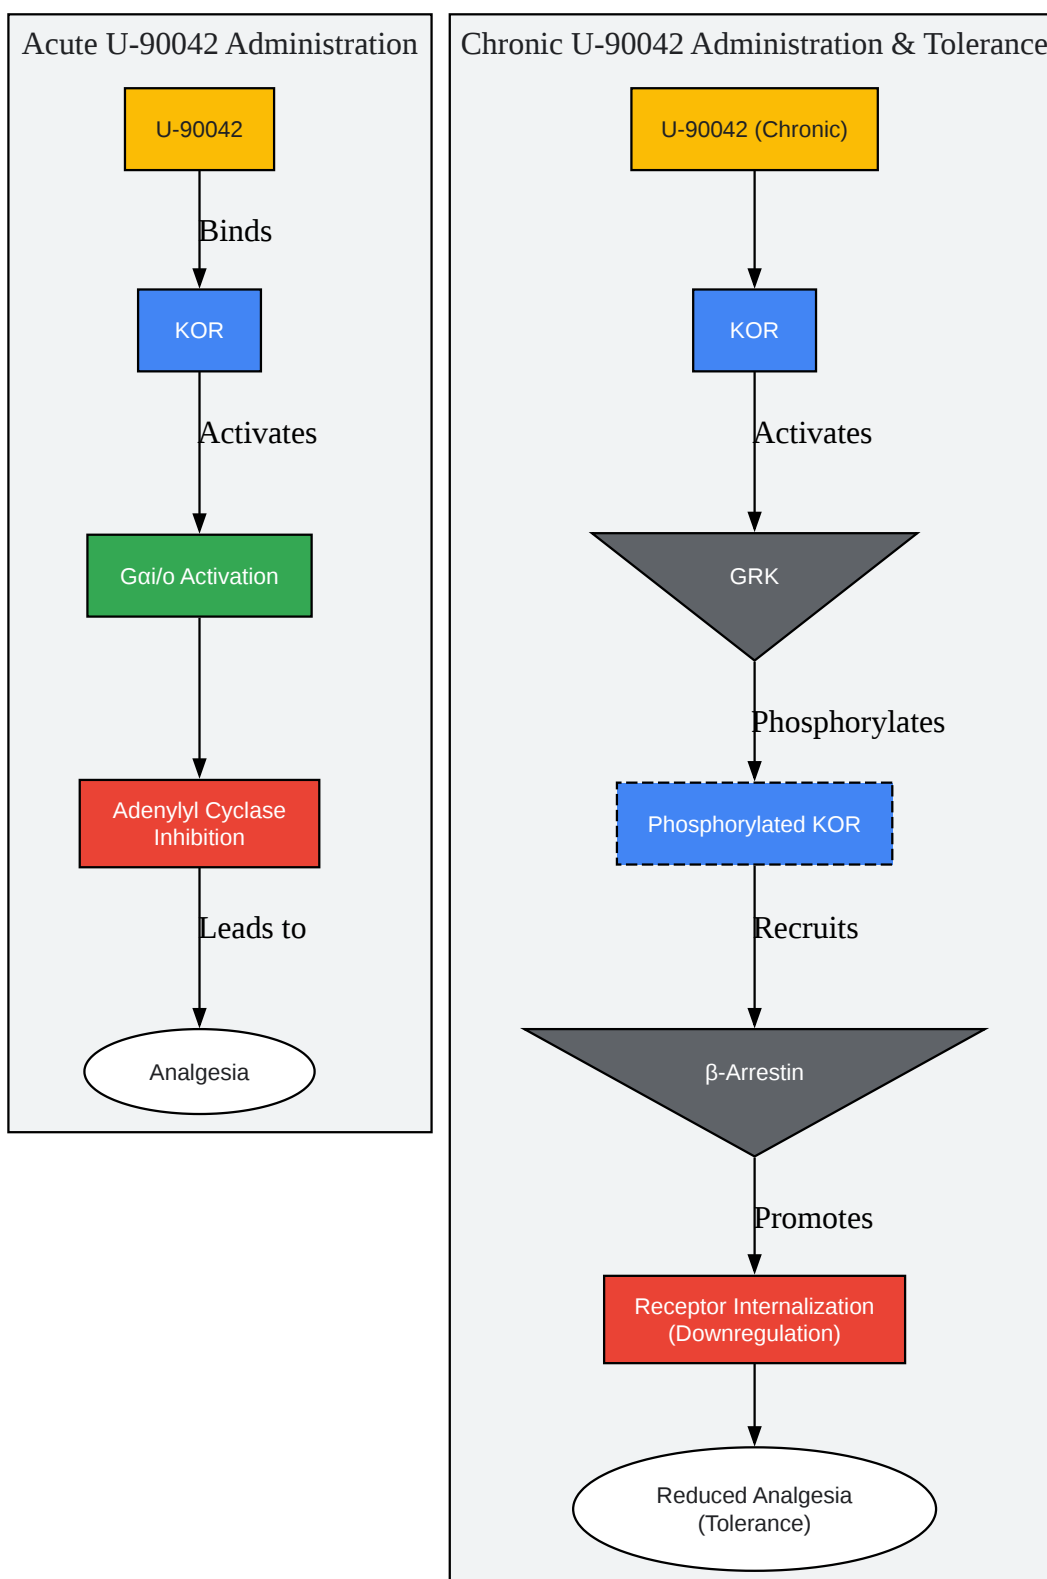 Acute U-90042 Administration
U-90042
Binds
KOR
Activates
Gαi/o Activation
Adenylyl Cyclase
Inhibition
Leads to
Analgesia
Chronic U-90042 Administration & Tolerance
U-90042 (Chronic)
KOR
Activates
GRK
Phosphorylates
Phosphorylated KOR
Recruits
β-Arrestin
Promotes
Receptor Internalization
(Downregulation)
Reduced Analgesia
(Tolerance)